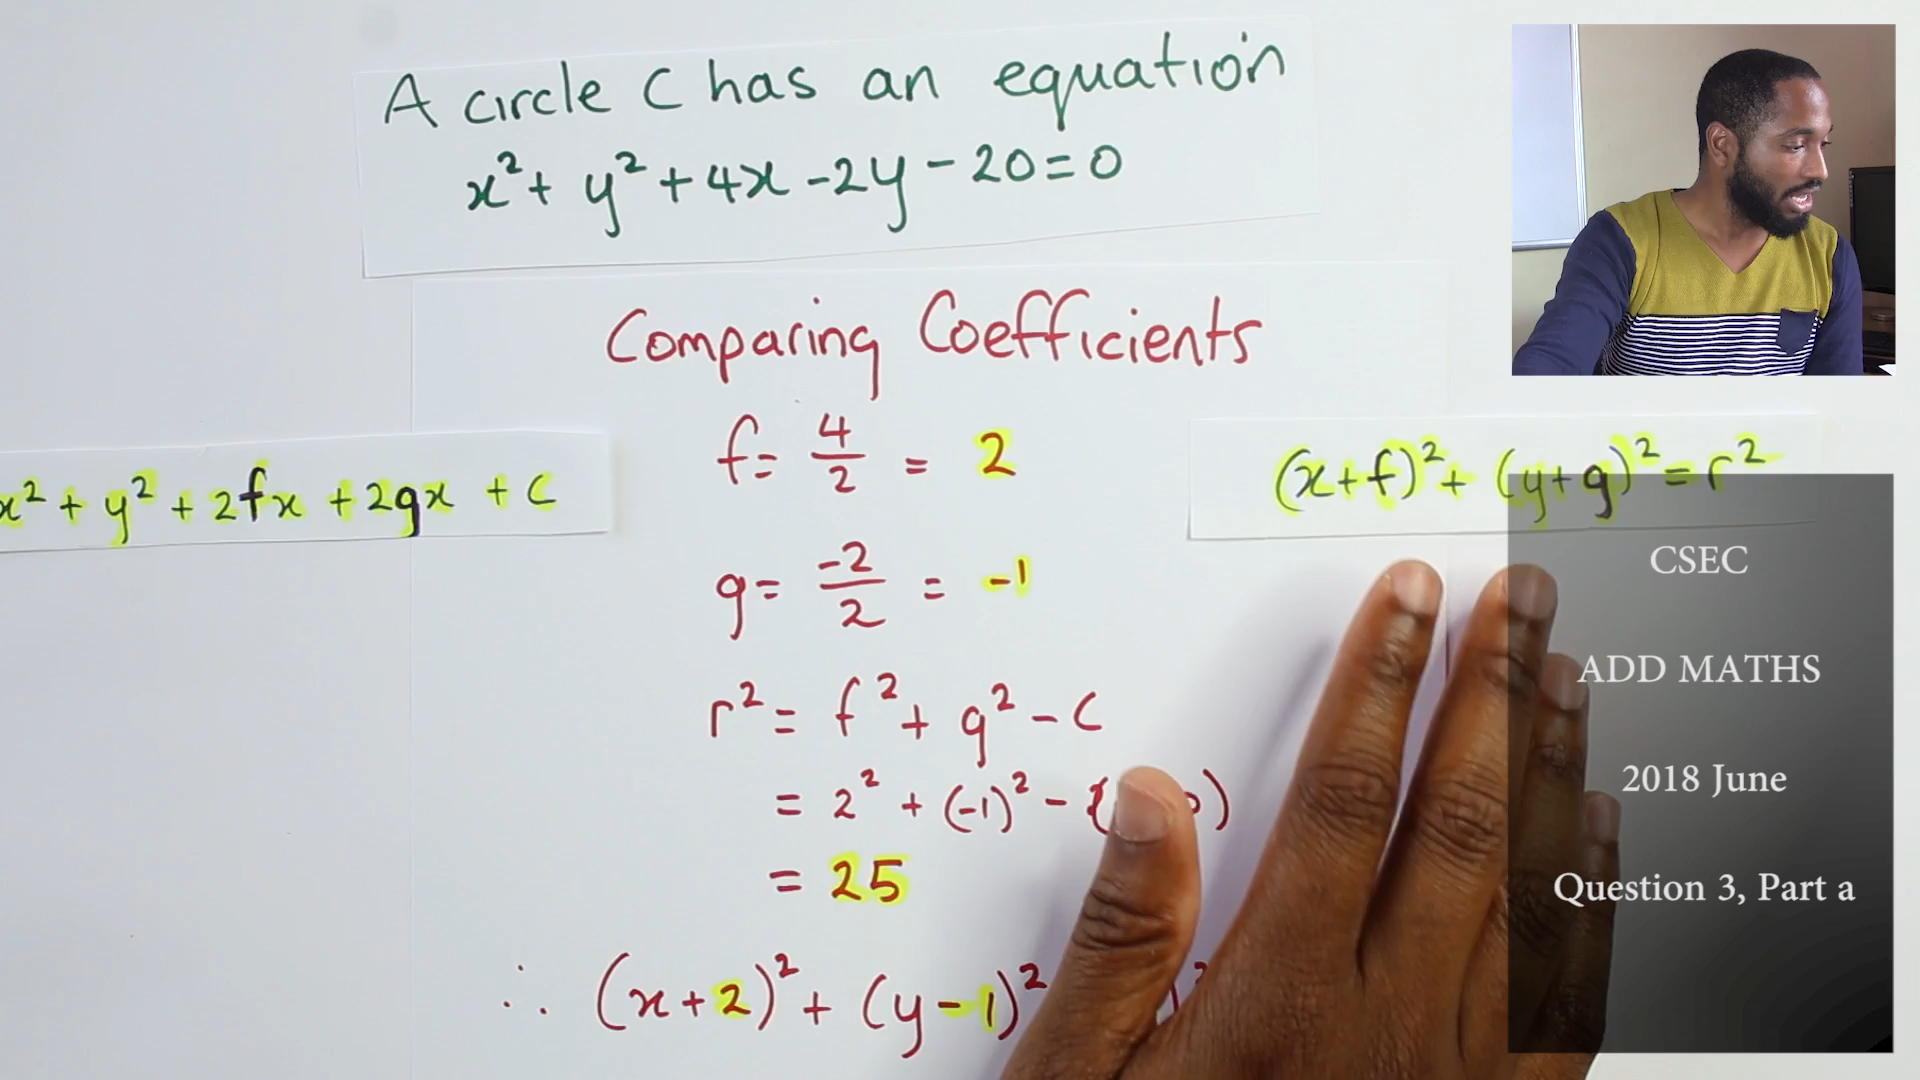 A circle C has an equation
x² + y² + 4x - 2y - 20 = 0
Comparing Coefficients
f = 4/2 = 2
x² + y² + 2fx + 2gx + c
(x+f)² + (y+g)² = r²
g = -2/2 = -1
r² = f² + g² - c
= 2² + (-1)² - (
= 25
∴ (x+2)² + (y-1)²
CSEC
ADD MATHS
2018 June
Question 3, Part a